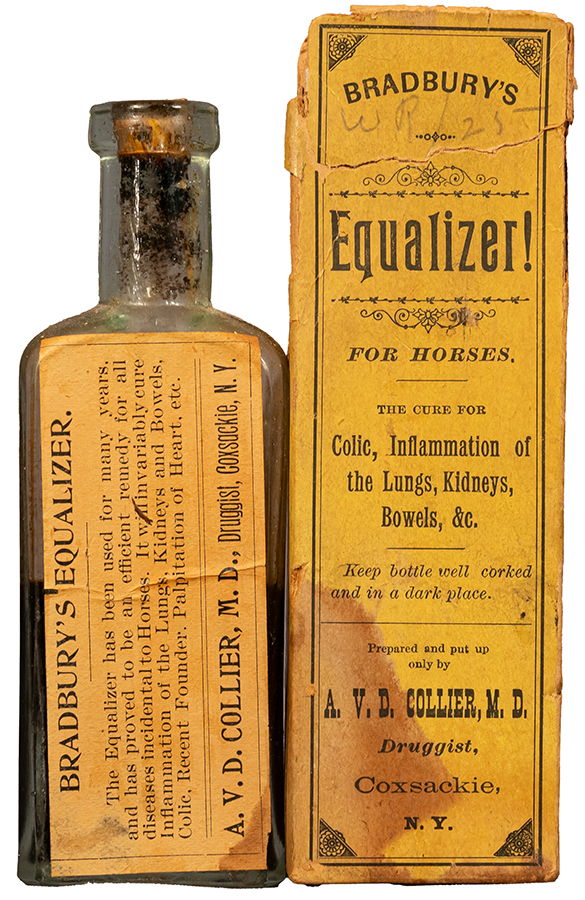 BRADBURY'S EQUALIZER.
The Equalizer has been used for many years,
and has proved to be an efficient remedy for all
diseases incidental to Horses. It will invariably cure
Inflammation of the Lungs, Kidneys and Bowels,
Colic, Recent Founder, Palpitation of Heart, etc.
A. V. D. COLLIER, M. D., Druggist, Coxsackie, N. Y.
BRADBURY'S
WR/25
Equalizer!
FOR HORSES.
THE CURE FOR
Colic, Inflammation of
the Lungs, Kidneys,
Bowels, &c.
Keep bottle well corked
and in a dark place.
Prepared and put up
only by
A. V. D. COLLIER, M. D.
Druggist,
Coxsackie,
N. Y.